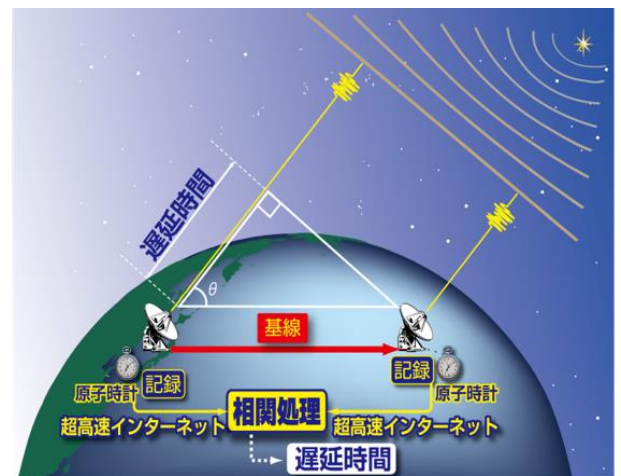 遅延時間
θ
基線
記録
記録
原子時計
原子時計
超高速インターネット
相関処理
超高速インターネット
遅延時間